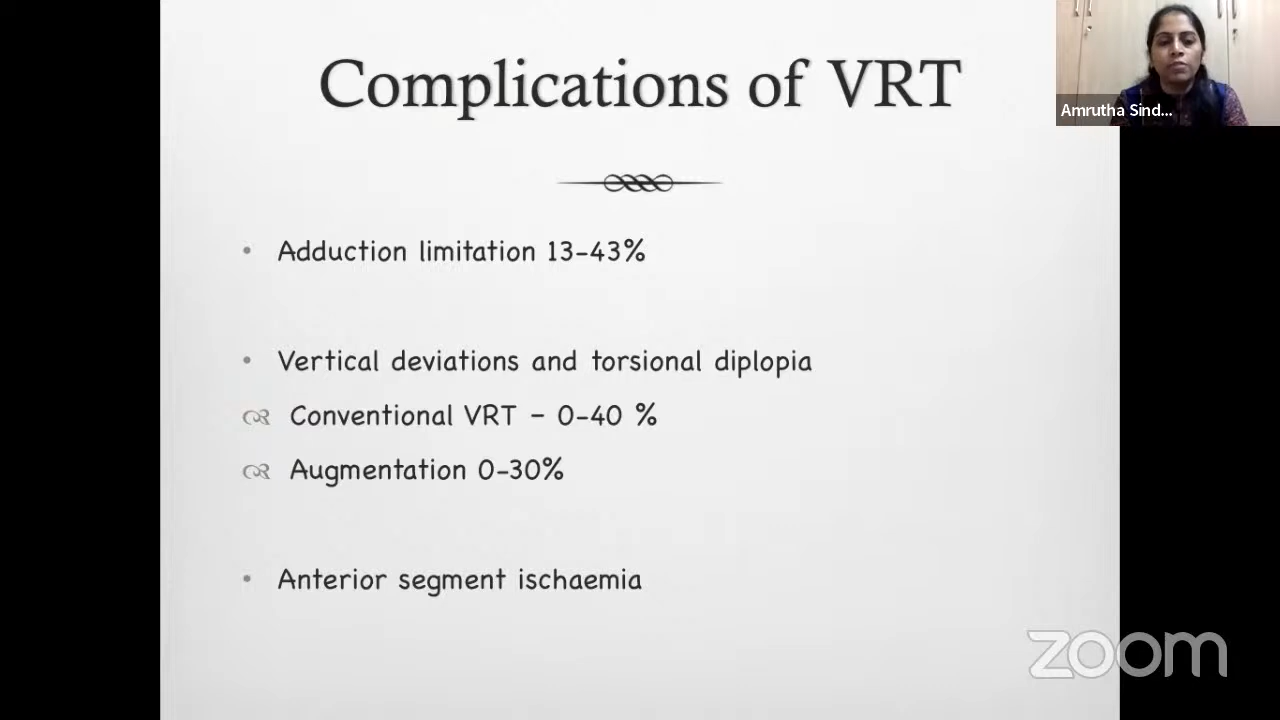 Complications of VRT
Amrutha Sind...
• Adduction limitation 13-43%
• Vertical deviations and torsional diplopia
Conventional VRT - 0-40 %
Augmentation 0-30%
• Anterior segment ischaemia
zoom